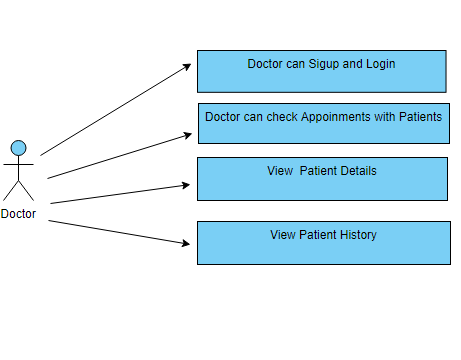 Doctor can Sigup and Login
Doctor can check Appoinments with Patients
View Patient Details
Doctor
View Patient History